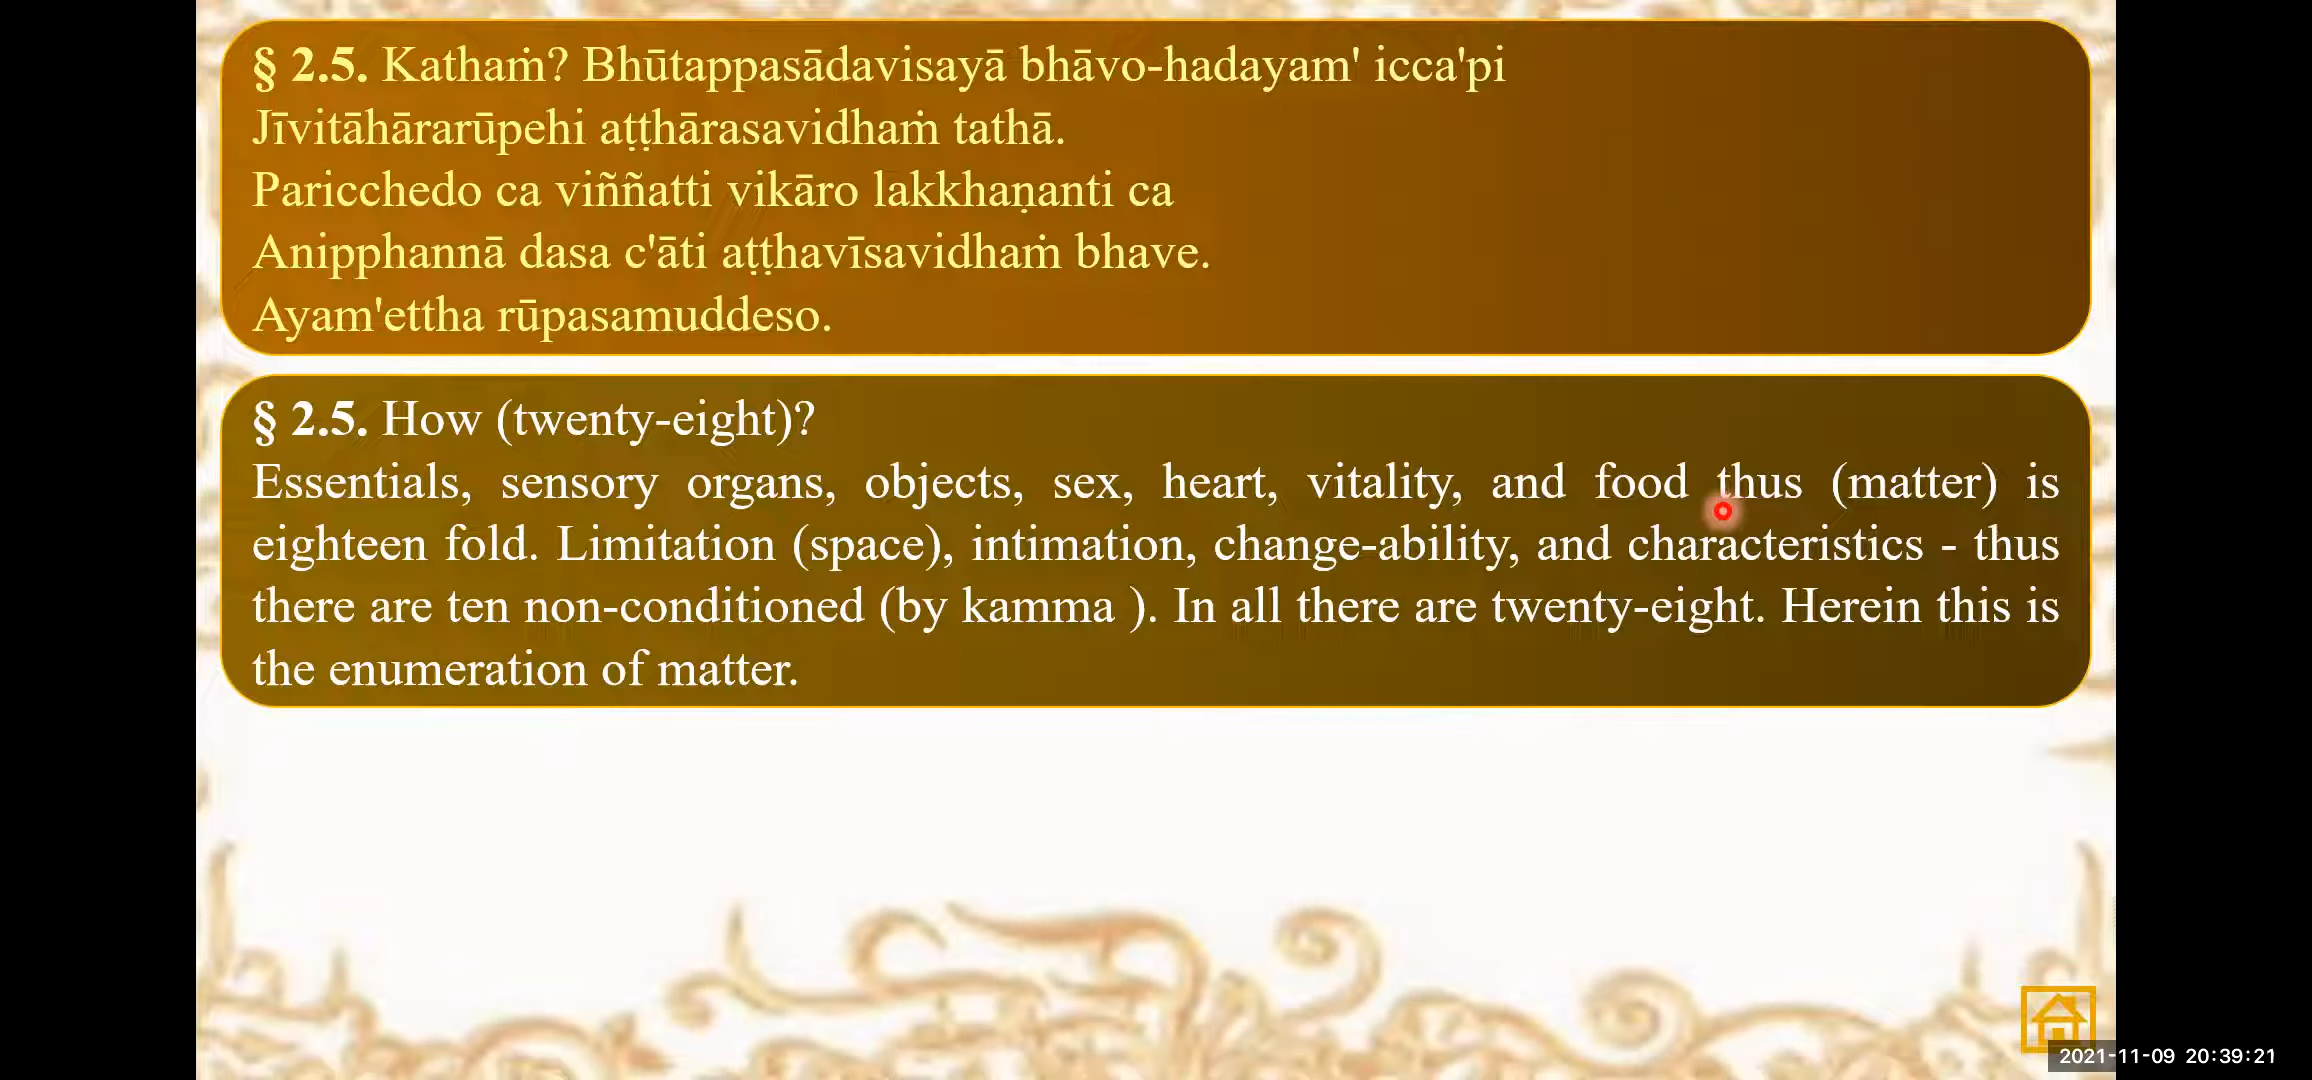 § 2.5. Kathaṁ? Bhūtappasādavisayā bhāvo-hadayam' icca'pi
Jīvitāhārarūpehi aṭṭhārasavidhaṁ tathā.
Paricchedo ca viññatti vikāro lakkhaṇanti ca
Anipphannā dasa c'āti aṭṭhavīsavidhaṁ bhave.
Ayam'ettha rūpasamuddeso.
§ 2.5. How (twenty-eight)?
Essentials, sensory organs, objects, sex, heart, vitality, and food thus (matter) is
eighteen fold. Limitation (space), intimation, change-ability, and characteristics - thus
there are ten non-conditioned (by kamma ). In all there are twenty-eight. Herein this is
the enumeration of matter.
2021-11-09 20:39:21